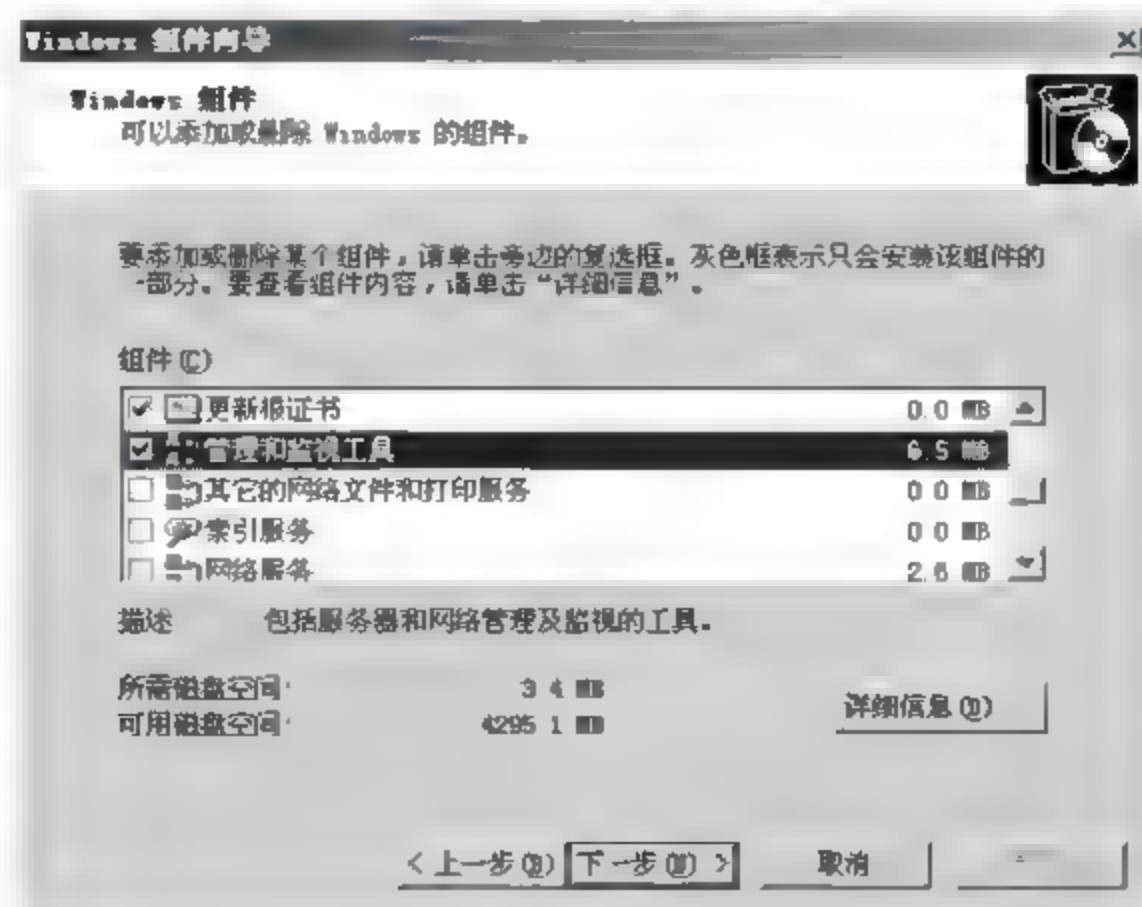 Windows 组件向导
Windows 组件
可以添加或删除 Windows 的组件。
要添加或删除某个组件，请单击旁边的复选框。灰色框表示只会安装该组件的
一部分。要查看组件内容，请单击“详细信息”。
组件(C)
更新根证书 0.0 MB
管理和监视工具 6.5 MB
其它的网络文件和打印服务 0.0 MB
索引服务 0.0 MB
网络服务 2.6 MB
描述 包括服务器和网络管理及监视的工具。
所需磁盘空间: 3.4 MB
可用磁盘空间: 4295.1 MB
详细信息(D)
< 上一步(B) 下一步(N) > 取消